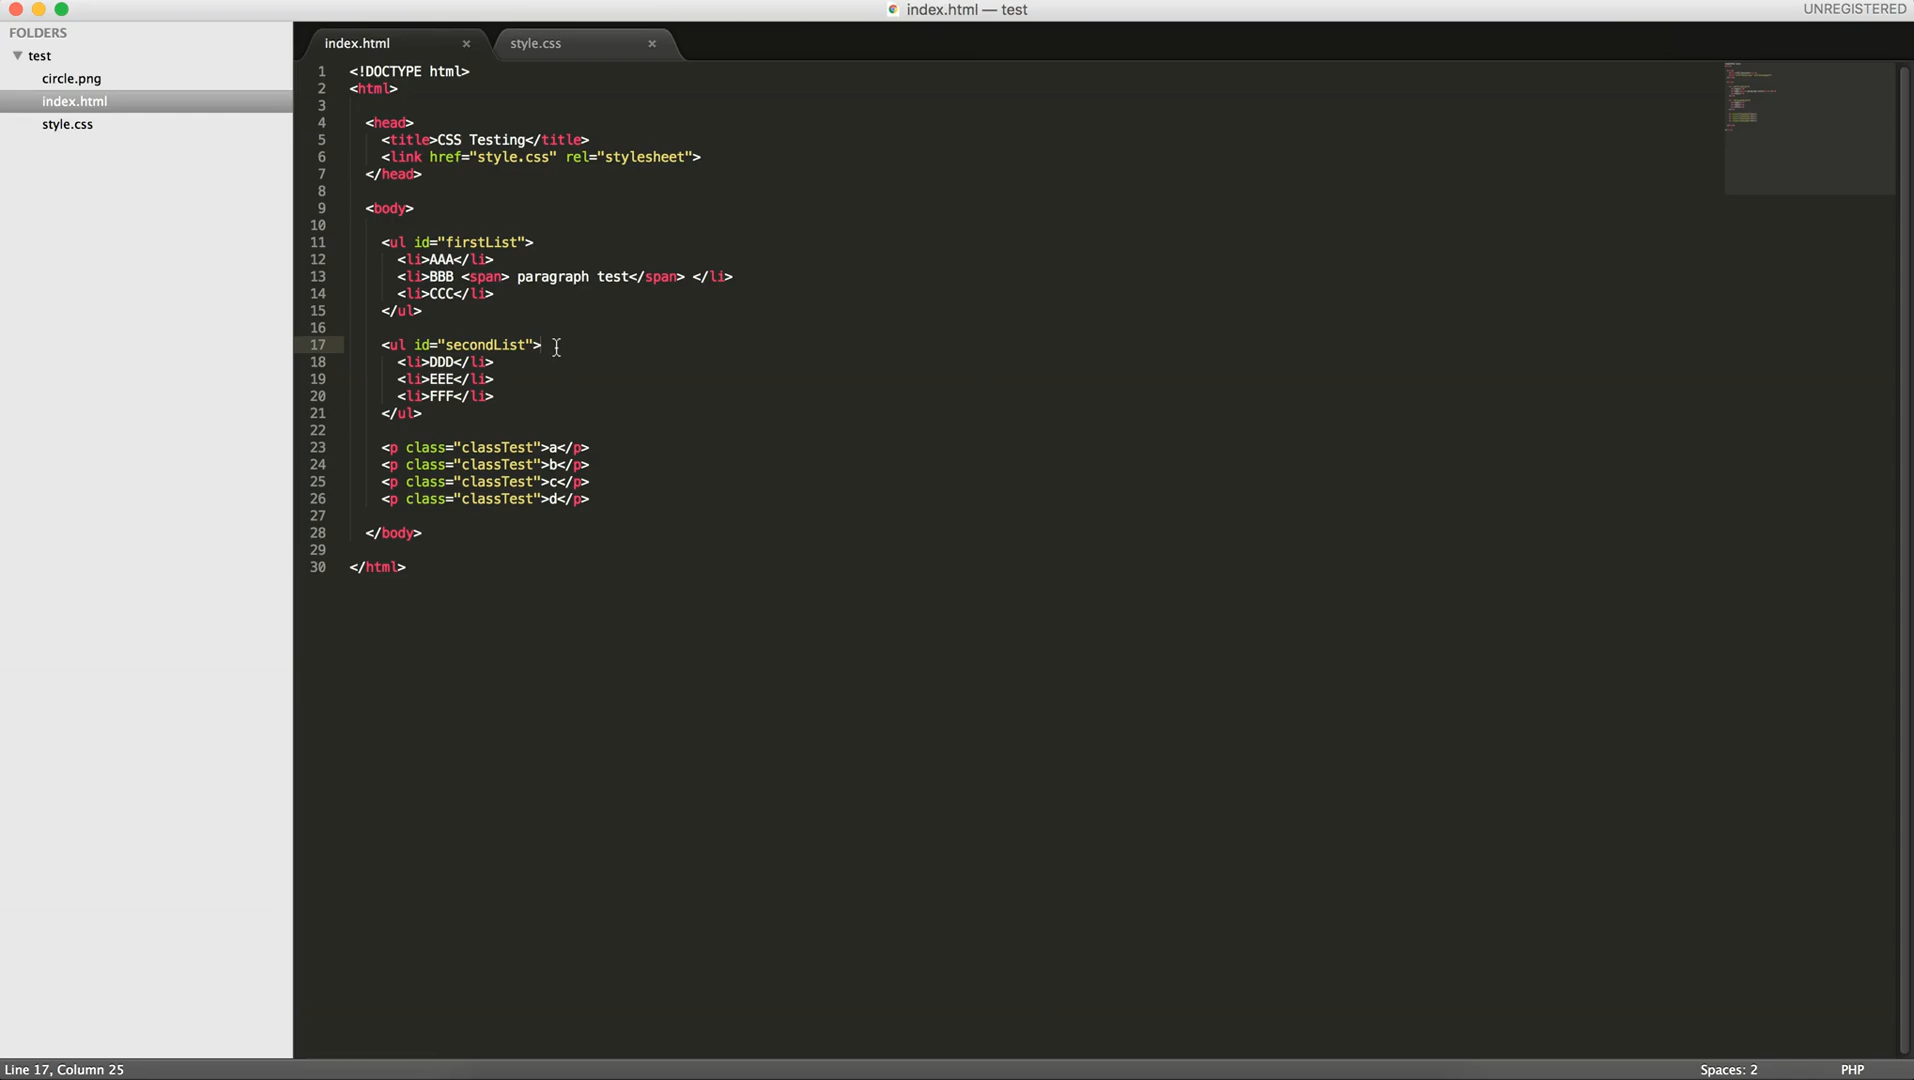 index.html — test
UNREGISTERED
FOLDERS
test
circle.png
index.html
style.css
index.html ×
style.css ×
1 <!DOCTYPE html>
2 <html>
3
4 <head>
5 <title>CSS Testing</title>
6 <link href="style.css" rel="stylesheet">
7 </head>
8
9 <body>
10
11 <ul id="firstList">
12 <li>AAA</li>
13 <li>BBB <span> paragraph test</span> </li>
14 <li>CCC</li>
15 </ul>
16
17 <ul id="secondList">
18 <li>DDD</li>
19 <li>EEE</li>
20 <li>FFF</li>
21 </ul>
22
23 <p class="classTest">a</p>
24 <p class="classTest">b</p>
25 <p class="classTest">c</p>
26 <p class="classTest">d</p>
27
28 </body>
29
30 </html>
Line 17, Column 25
Spaces: 2
PHP